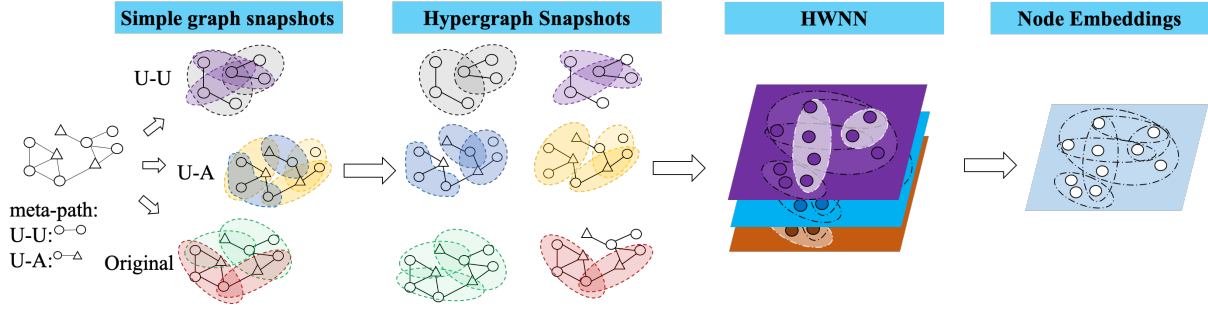 Simple graph snapshots
Hypergraph Snapshots
HWNN
Node Embeddings
U-U
U-A
meta-path:
U-U:
U-A:
Original